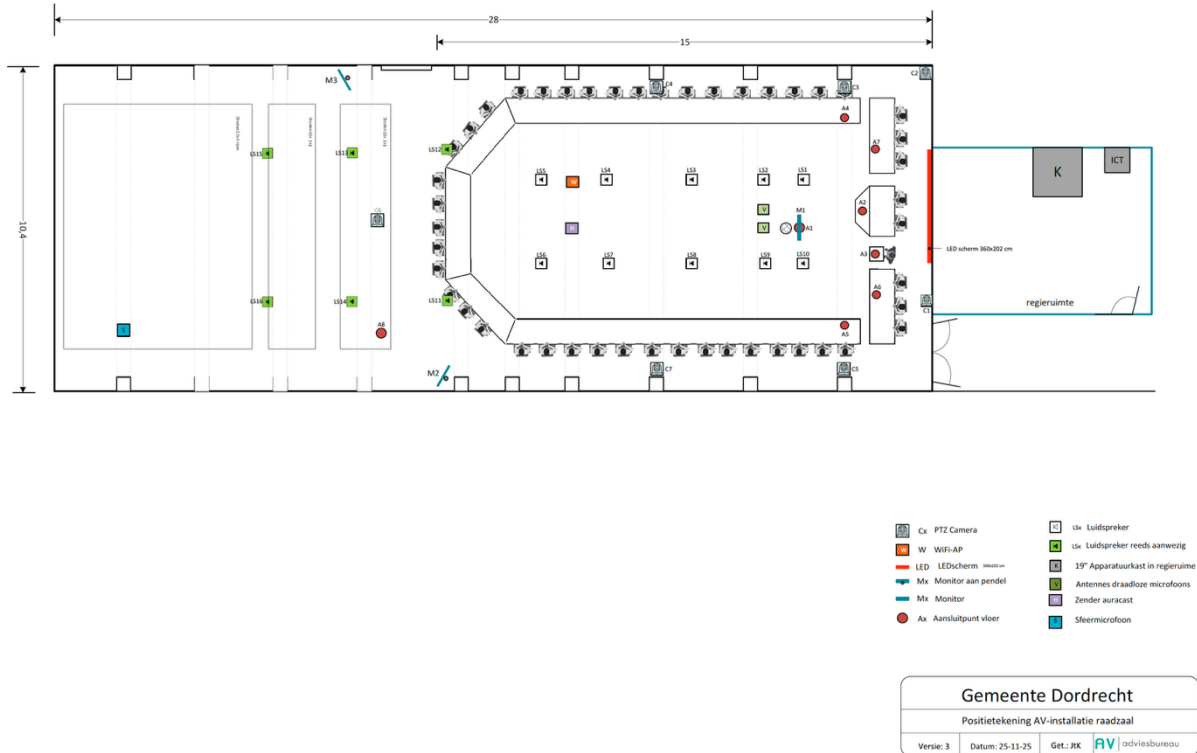 28
15
10,4
M3
C4
C3
C2
A4
A7
K
ICT
LS12
LS15
LS13
LS5
LS4
LS3
LS2
LS1
W
V
M1
A2
H
V
A1
A3
LED scherm 360x202 cm
LS6
LS7
LS8
LS9
LS10
LS16
LS14
LS11
A6
C1
regieruimte
S
A8
A5
M2
C7
C5
Cx PTZ Camera
W W WiFi-AP
LED LEDscherm 360x202 cm
Mx Monitor aan pendel
Mx Monitor
Ax Aansluitpunt vloer
LSx Luidspreker
LSx Luidspreker reeds aanwezig
K 19" Apparatuurkast in regieruime
V Antennes draadloze microfoons
H Zender auracast
S Sfeermicrofoon
Gemeente Dordrecht
Positietekening AV-installatie raadzaal
Versie: 3 Datum: 25-11-25 Get.: JtK AV adviesbureau